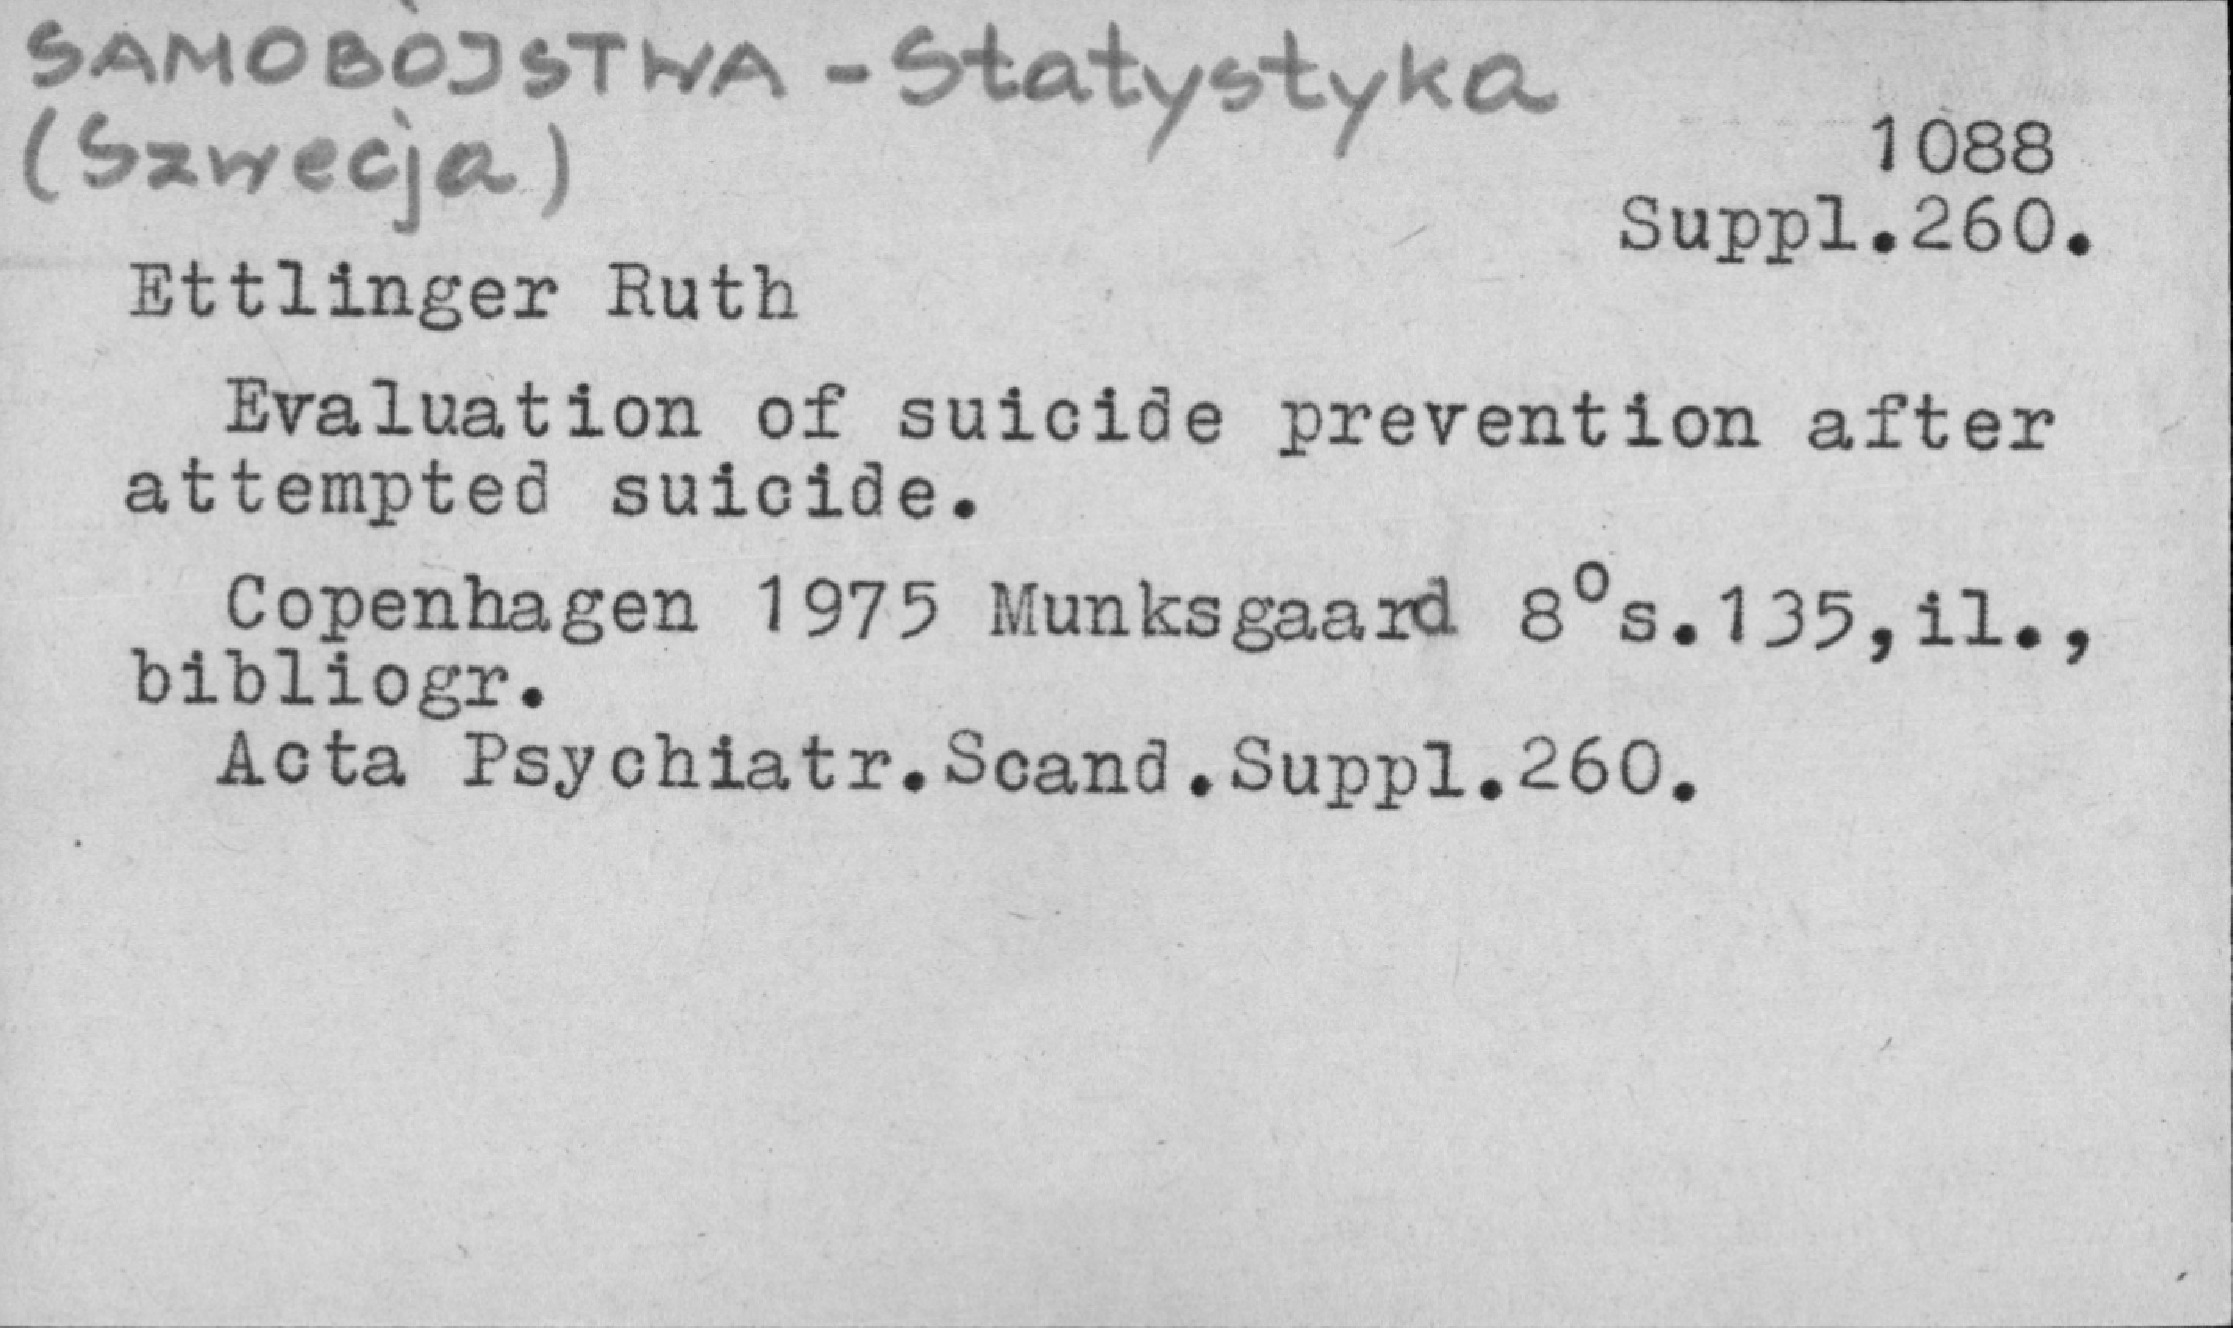 SAMOBÓJSTWA - Statystyka
(Szwecja)
1088
Suppl.260.
Ettlinger Ruth
Evaluation of suicide prevention after
attempted suicide.
Copenhagen 1975 Munksgaard 8° s.135,il.,
bibliogr.
Acta Psychiatr.Scand.Suppl.260.